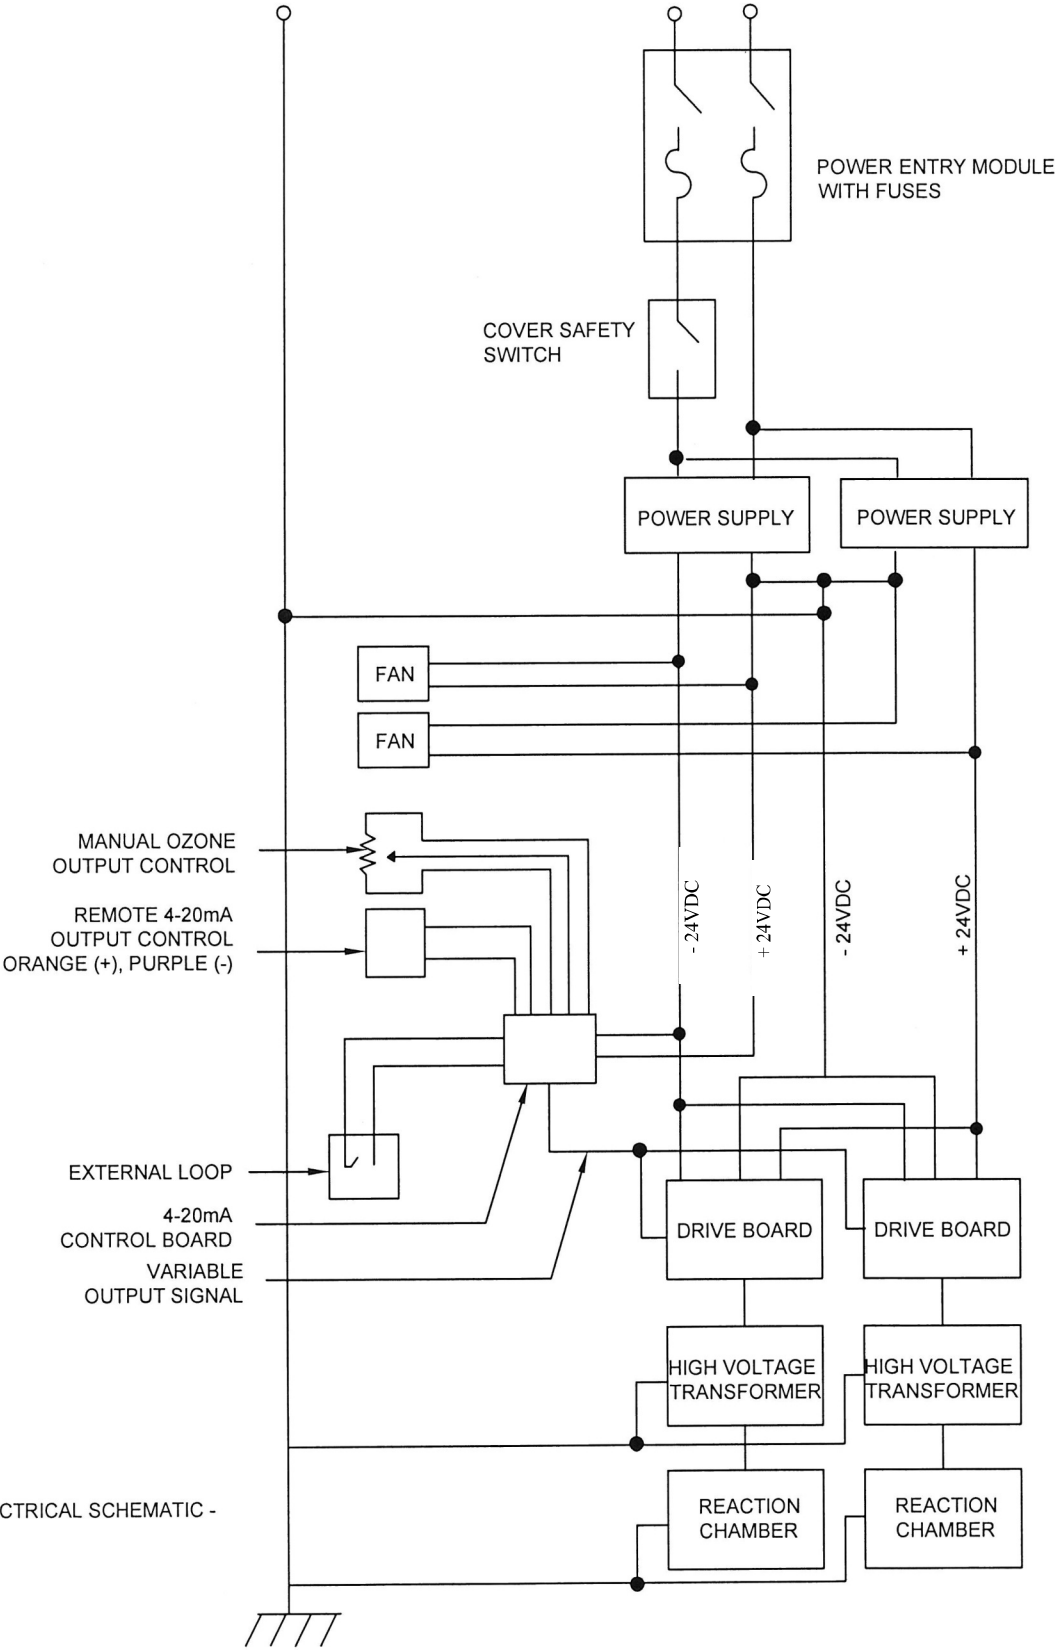 POWER ENTRY MODULE
WITH FUSES
COVER SAFETY
SWITCH
POWER SUPPLY
POWER SUPPLY
FAN
FAN
MANUAL OZONE
OUTPUT CONTROL
REMOTE 4-20mA
OUTPUT CONTROL
ORANGE (+), PURPLE (-)
- 24VDC
+ 24VDC
- 24VDC
+ 24VDC
EXTERNAL LOOP
4-20mA
CONTROL BOARD
VARIABLE
OUTPUT SIGNAL
DRIVE BOARD
DRIVE BOARD
HIGH VOLTAGE
TRANSFORMER
HIGH VOLTAGE
TRANSFORMER
REACTION
CHAMBER
REACTION
CHAMBER
CTRICAL SCHEMATIC -